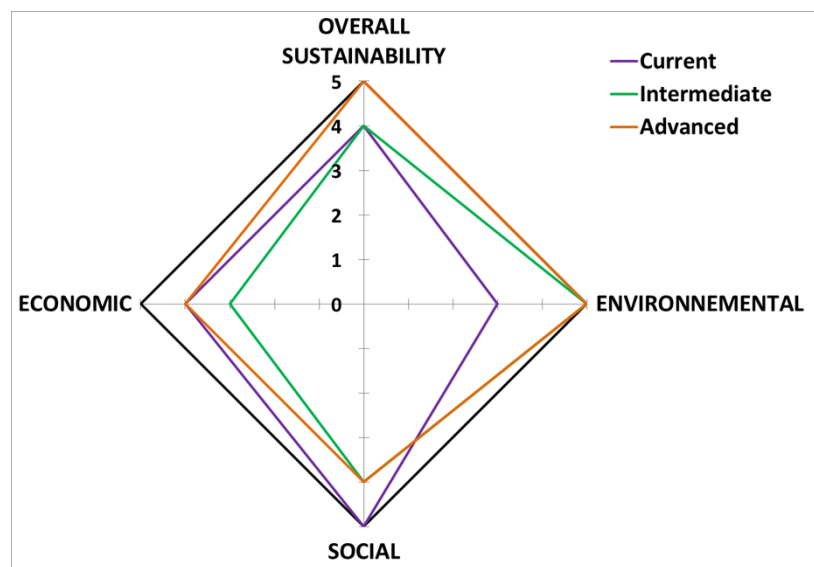 OVERALL
SUSTAINABILITY
Current
Intermediate
Advanced
5
4
3
2
1
0
ECONOMIC
ENVIRONNEMENTAL
SOCIAL